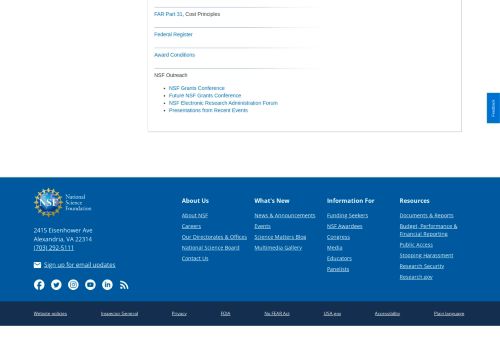 FAR Part 31, Cost Principles
Federal Register
Award Conditions
NSF Outreach
NSF Grants Conference
Future NSF Grants Conference
NSF Electronic Research Administration Forum
Presentations from Recent Events
Feedback
NSF
National
Science
Foundation
2415 Eisenhower Ave
Alexandria, VA 22314
(703) 292-5111
Sign up for email updates
About Us
About NSF
Careers
Our Directorates & Offices
National Science Board
Contact Us
What's New
News & Announcements
Events
Science Matters Blog
Multimedia Gallery
Information For
Funding Seekers
NSF Awardees
Congress
Media
Educators
Panelists
Resources
Documents & Reports
Budget, Performance &
Financial Reporting
Public Access
Stopping Harassment
Research Security
Research.gov
Website policies
Inspector General
Privacy
FOIA
No FEAR Act
USA.gov
Accessibility
Plain language